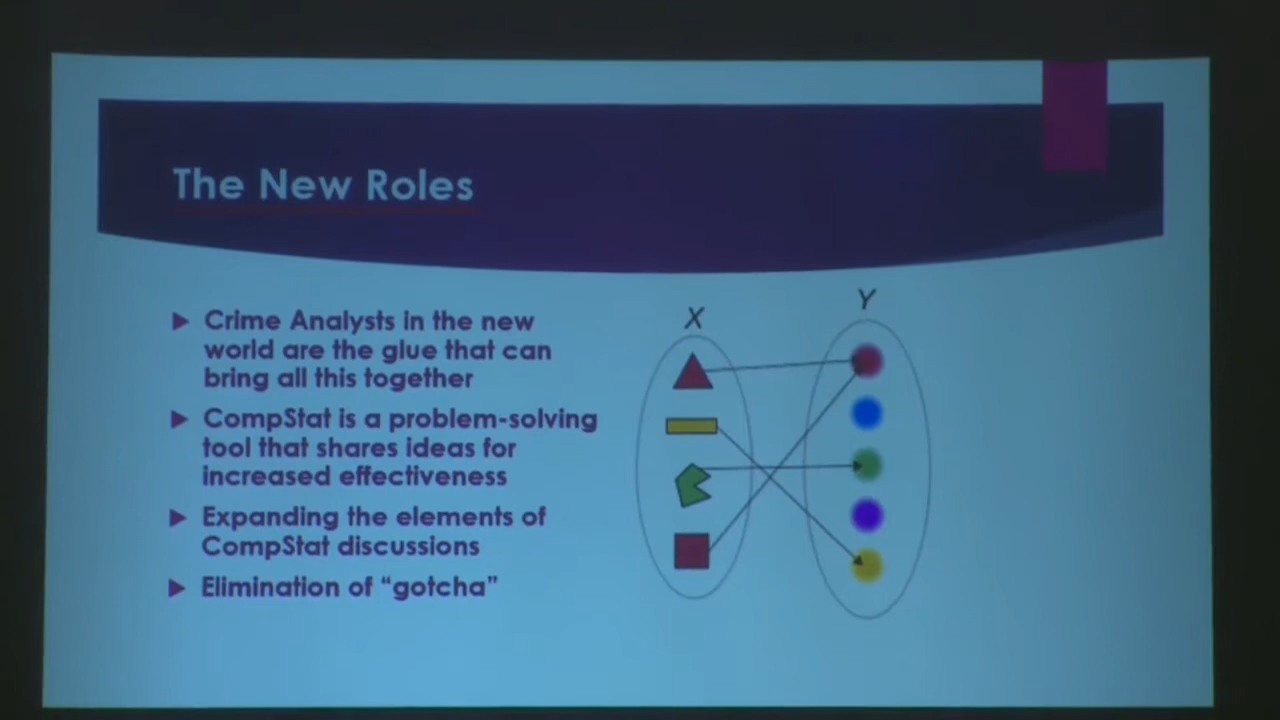 The New Roles
Crime Analysts in the new
world are the glue that can
bring all this together
CompStat is a problem-solving
tool that shares ideas for
increased effectiveness
Expanding the elements of
CompStat discussions
Elimination of “gotcha”
X
Y